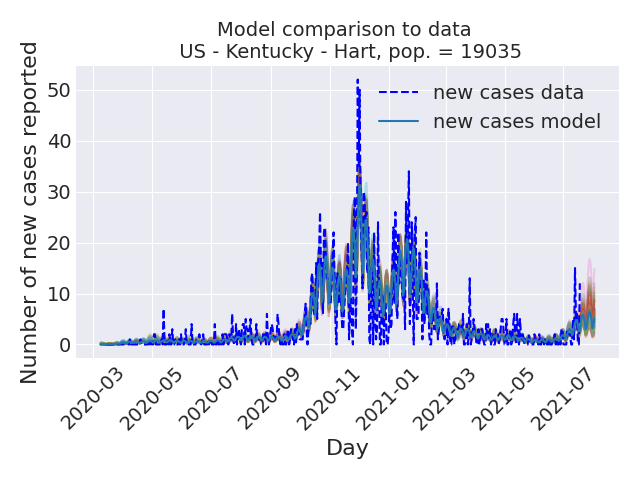 Model comparison to data
US - Kentucky - Hart, pop. = 19035
Number of new cases reported
50
40
30
20
10
0
new cases data
new cases model
2020-03
2020-05
2020-07
2020-09
2020-11
2021-01
2021-03
2021-05
2021-07
Day